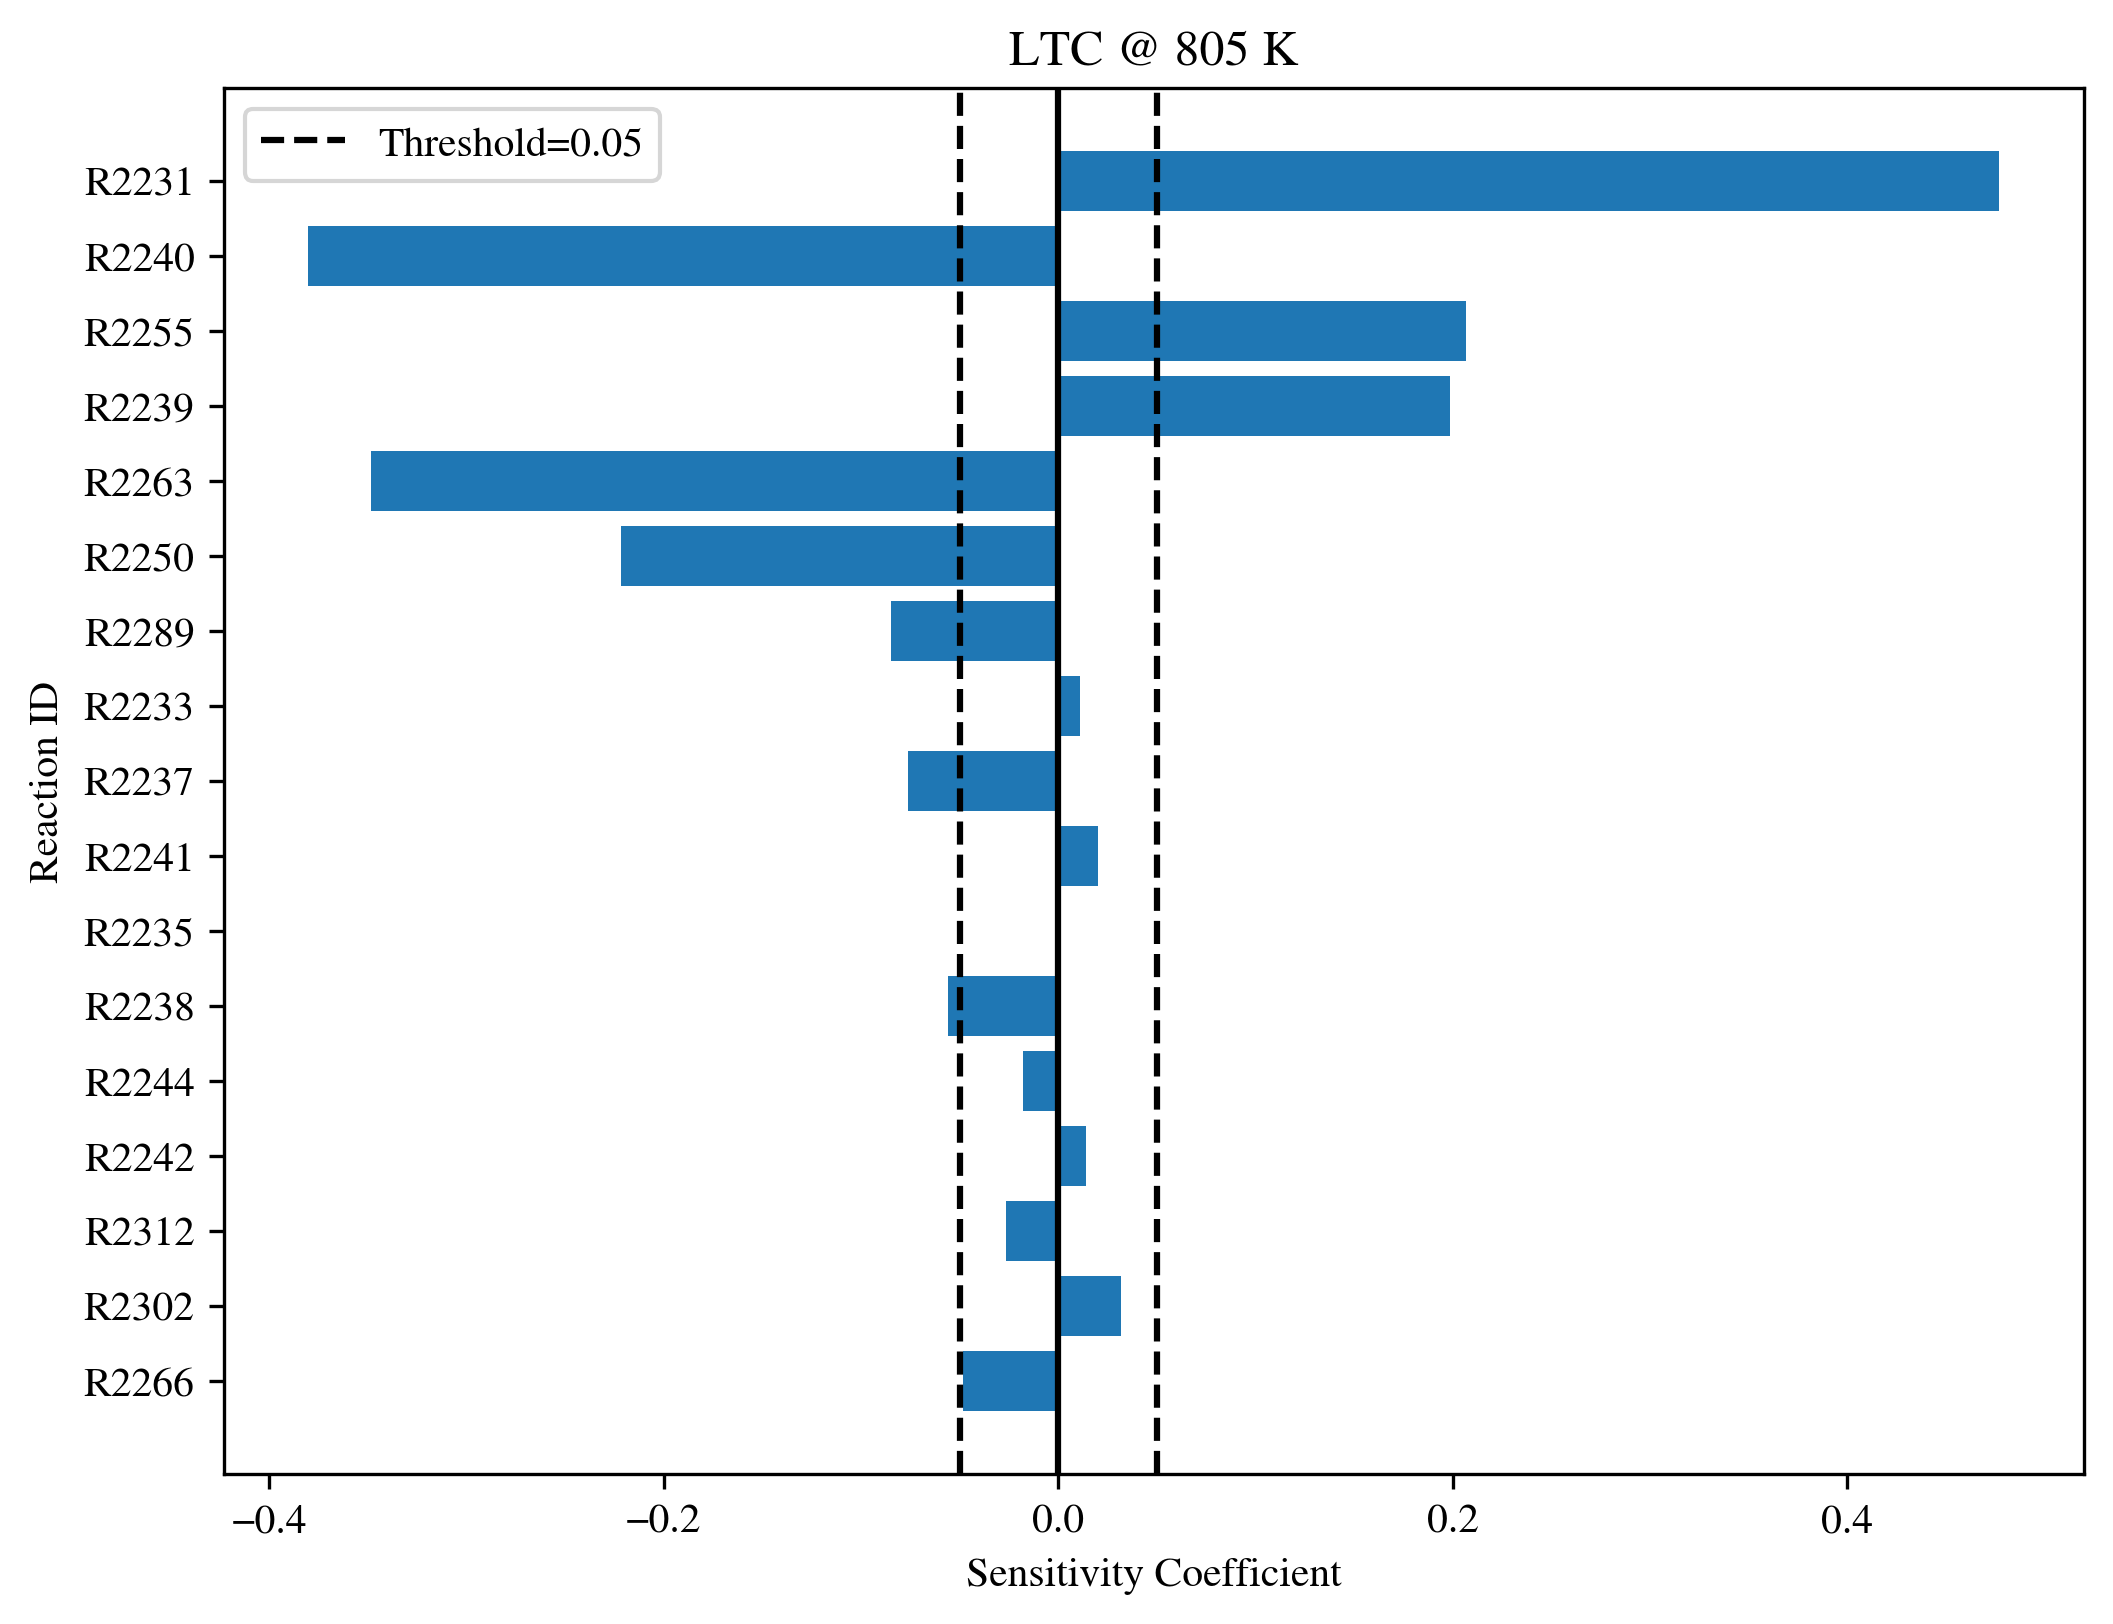 LTC @ 805 K
Threshold=0.05
R2231
R2240
R2255
R2239
R2263
R2250
R2289
R2233
R2237
R2241
R2235
R2238
R2244
R2242
R2312
R2302
R2266
Reaction ID
−0.4
−0.2
0.0
0.2
0.4
Sensitivity Coefficient